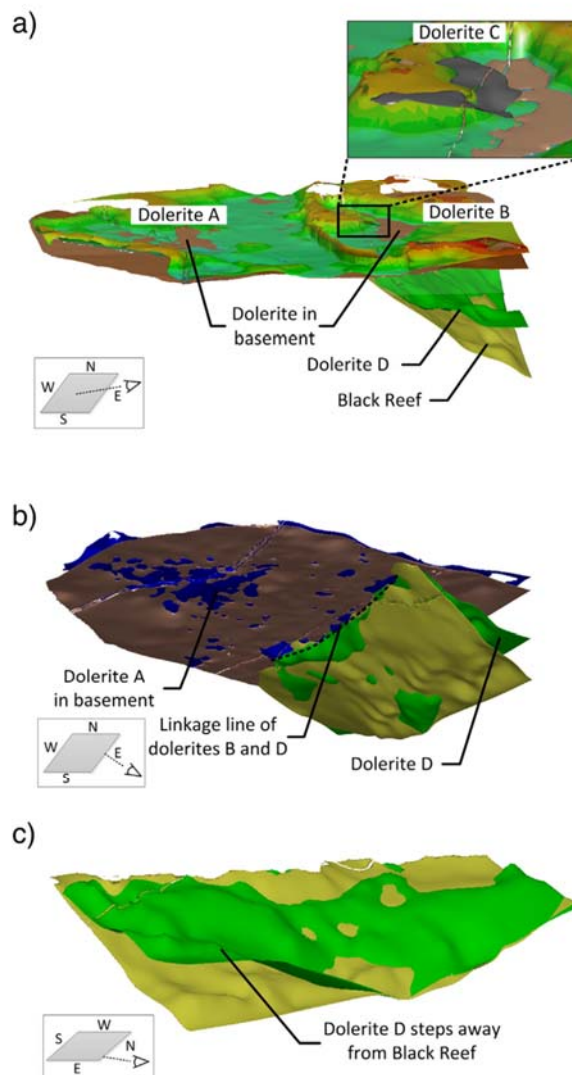 a)
Dolerite C
Dolerite A
Dolerite B
Dolerite in
basement
Dolerite D
Black Reef
N
W
E
S
b)
Dolerite A
in basement
Linkage line of
dolerites B and D
Dolerite D
N
W
E
S
c)
Dolerite D steps away
from Black Reef
W
S
N
E